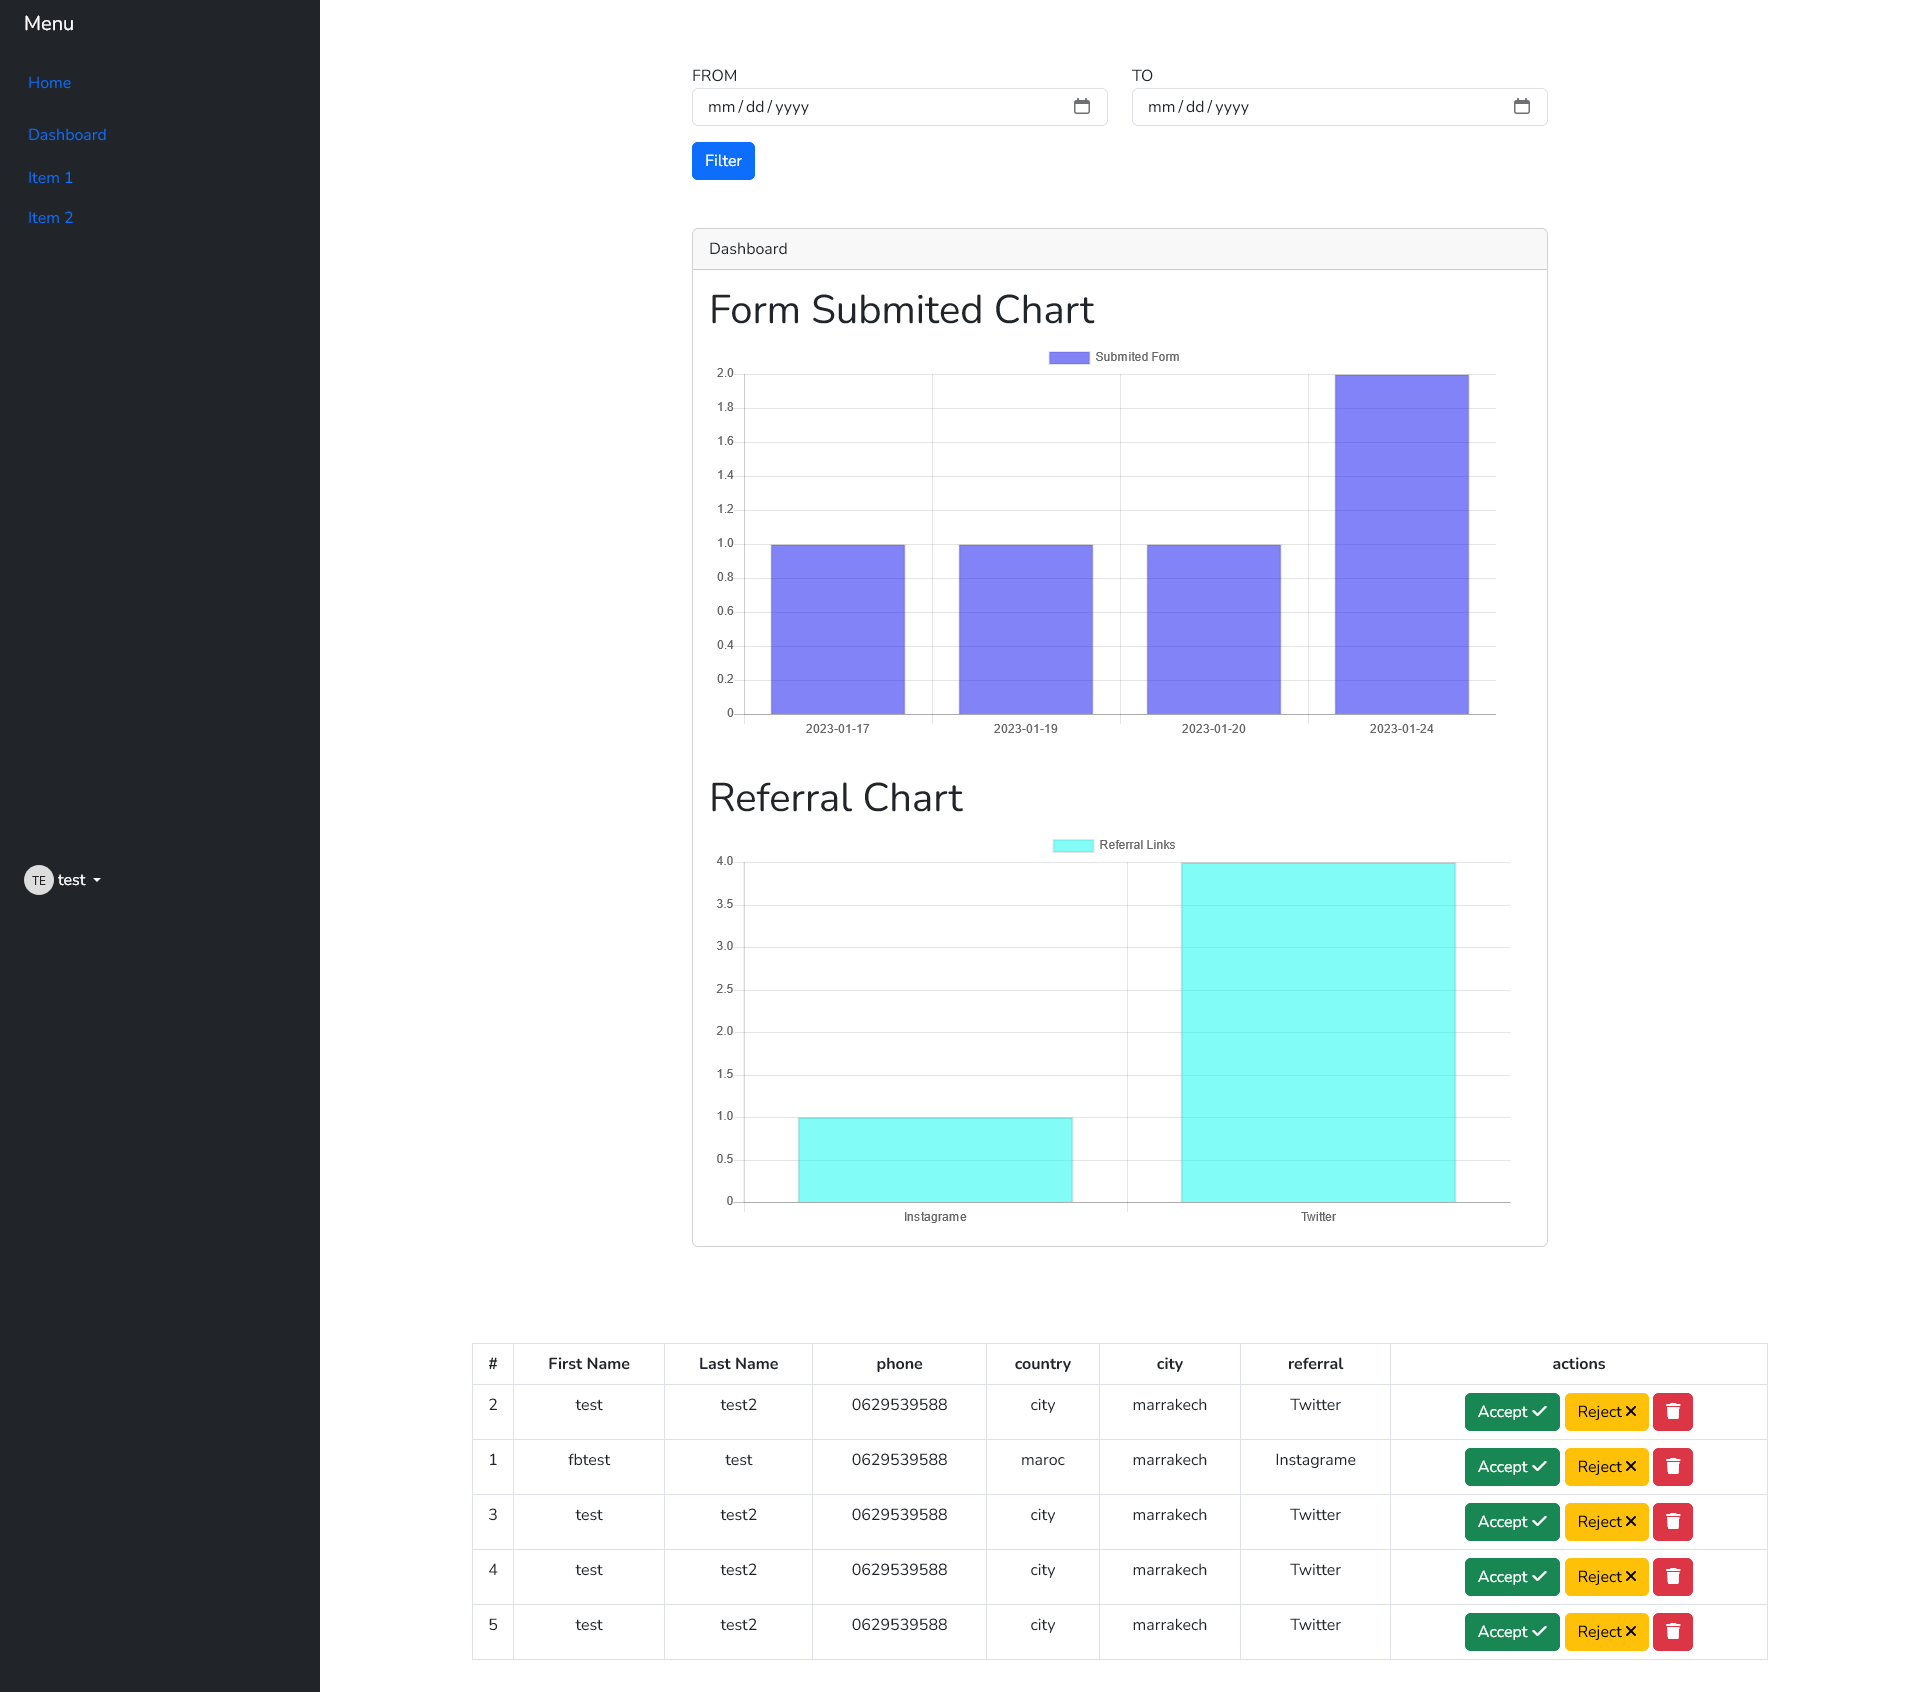 Menu
Home
Dashboard
Item 1
Item 2
TE test
FROM
TO
mm/dd/yyyy
mm/dd/yyyy
Filter
Dashboard
Form Submited Chart
Submited Form
2.0
1.8
1.6
1.4
1.2
1.0
0.8
0.6
0.4
0.2
0
2023-01-17 2023-01-19 2023-01-20 2023-01-24
Referral Chart
Referral Links
4.0
3.5
3.0
2.5
2.0
1.5
1.0
0.5
0
Instagrame Twitter
# First Name Last Name phone country city referral actions
2 test test2 0629539588 city marrakech Twitter Accept Reject
1 fbtest test 0629539588 maroc marrakech Instagrame Accept Reject
3 test test2 0629539588 city marrakech Twitter Accept Reject
4 test test2 0629539588 city marrakech Twitter Accept Reject
5 test test2 0629539588 city marrakech Twitter Accept Reject